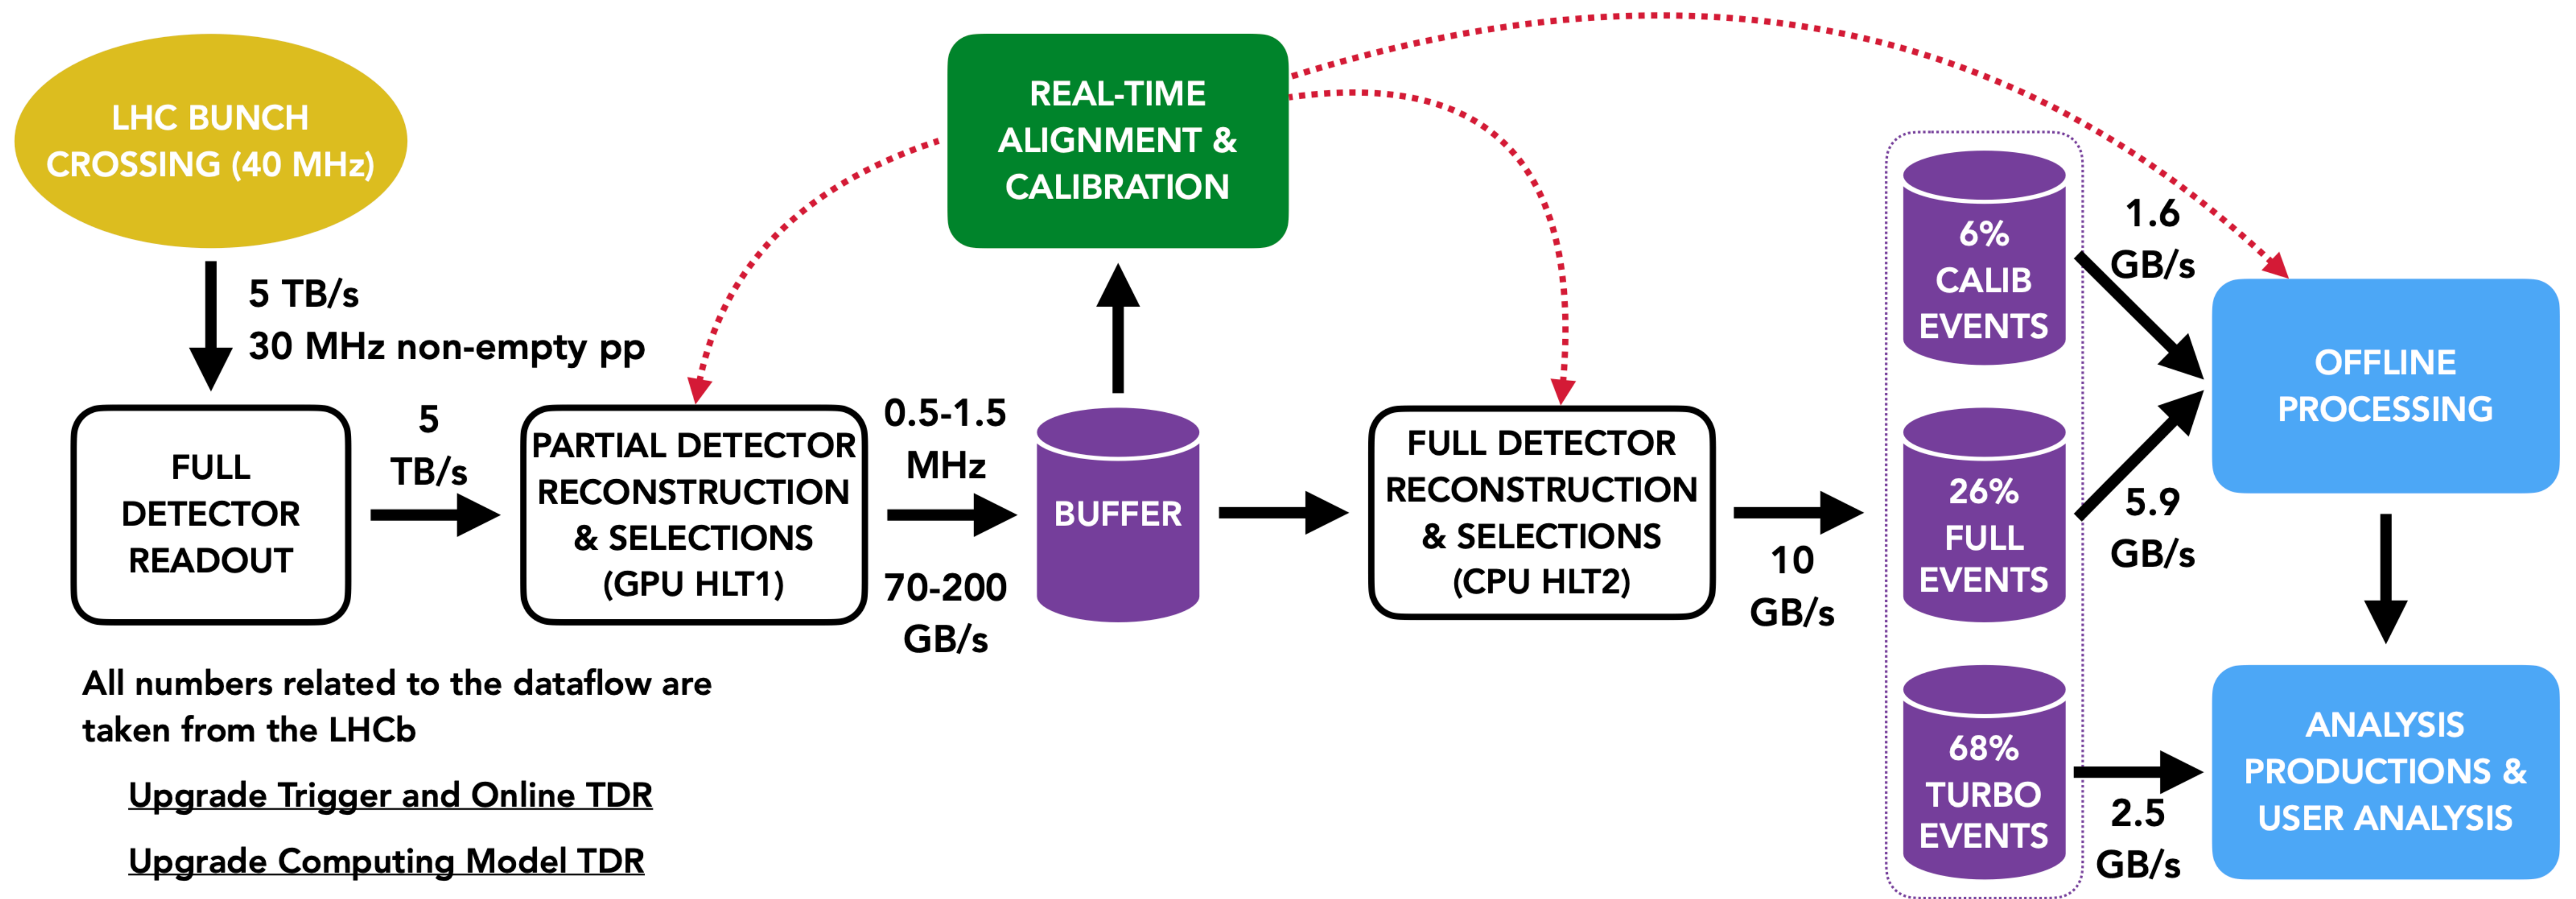 LHC BUNCH
CROSSING (40 MHz)
5 TB/s
30 MHz non-empty pp
FULL
DETECTOR
READOUT
5
TB/s
PARTIAL DETECTOR
RECONSTRUCTION
& SELECTIONS
(GPU HLT1)
0.5-1.5
MHz
70-200
GB/s
REAL-TIME
ALIGNMENT &
CALIBRATION
BUFFER
FULL DETECTOR
RECONSTRUCTION
& SELECTIONS
(CPU HLT2)
10
GB/s
6%
CALIB
EVENTS
1.6
GB/s
26%
FULL
EVENTS
5.9
GB/s
68%
TURBO
EVENTS
2.5
GB/s
OFFLINE
PROCESSING
ANALYSIS
PRODUCTIONS &
USER ANALYSIS
All numbers related to the dataflow are
taken from the LHCb
Upgrade Trigger and Online TDR
Upgrade Computing Model TDR